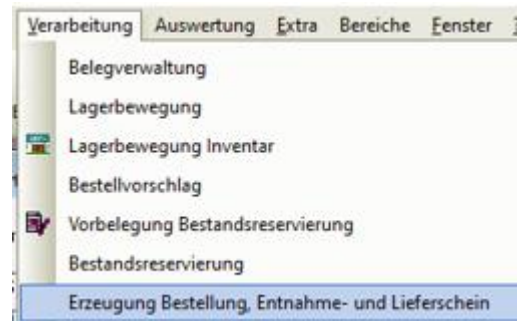 Verarbeitung Auswertung Extra Bereiche Fenster
Belegverwaltung
Lagerbewegung
Lagerbewegung Inventar
Bestellvorschlag
Vorbelegung Bestandsreservierung
Bestandsreservierung
Erzeugung Bestellung, Entnahme- und Lieferschein